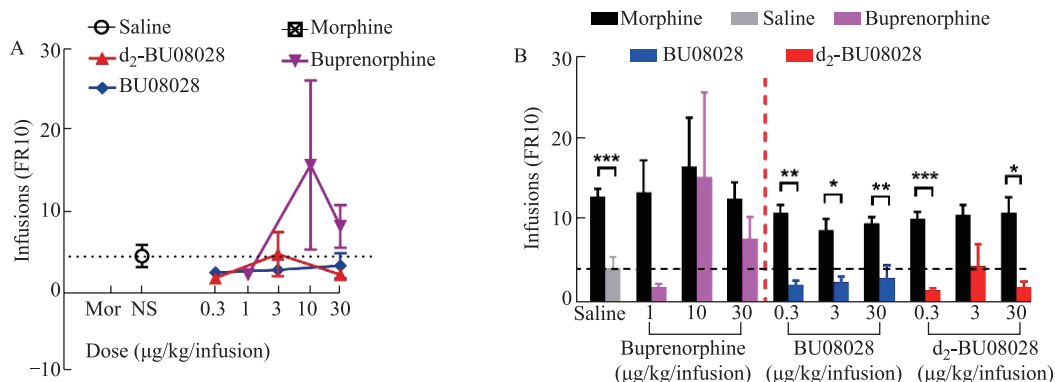 A
Saline
Morphine
d₂-BU08028
Buprenorphine
BU08028
Infusions (FR10)
30
20
10
0
−10
Mor NS 0.3 1 3 10 30
Dose (μg/kg/infusion)
B
Morphine Saline Buprenorphine
BU08028 d₂-BU08028
Infusions (FR10)
30
20
10
0
*** ** * ** *** *
Saline 1 10 30 0.3 3 30 0.3 3 30
Buprenorphine BU08028 d₂-BU08028
(μg/kg/infusion) (μg/kg/infusion) (μg/kg/infusion)